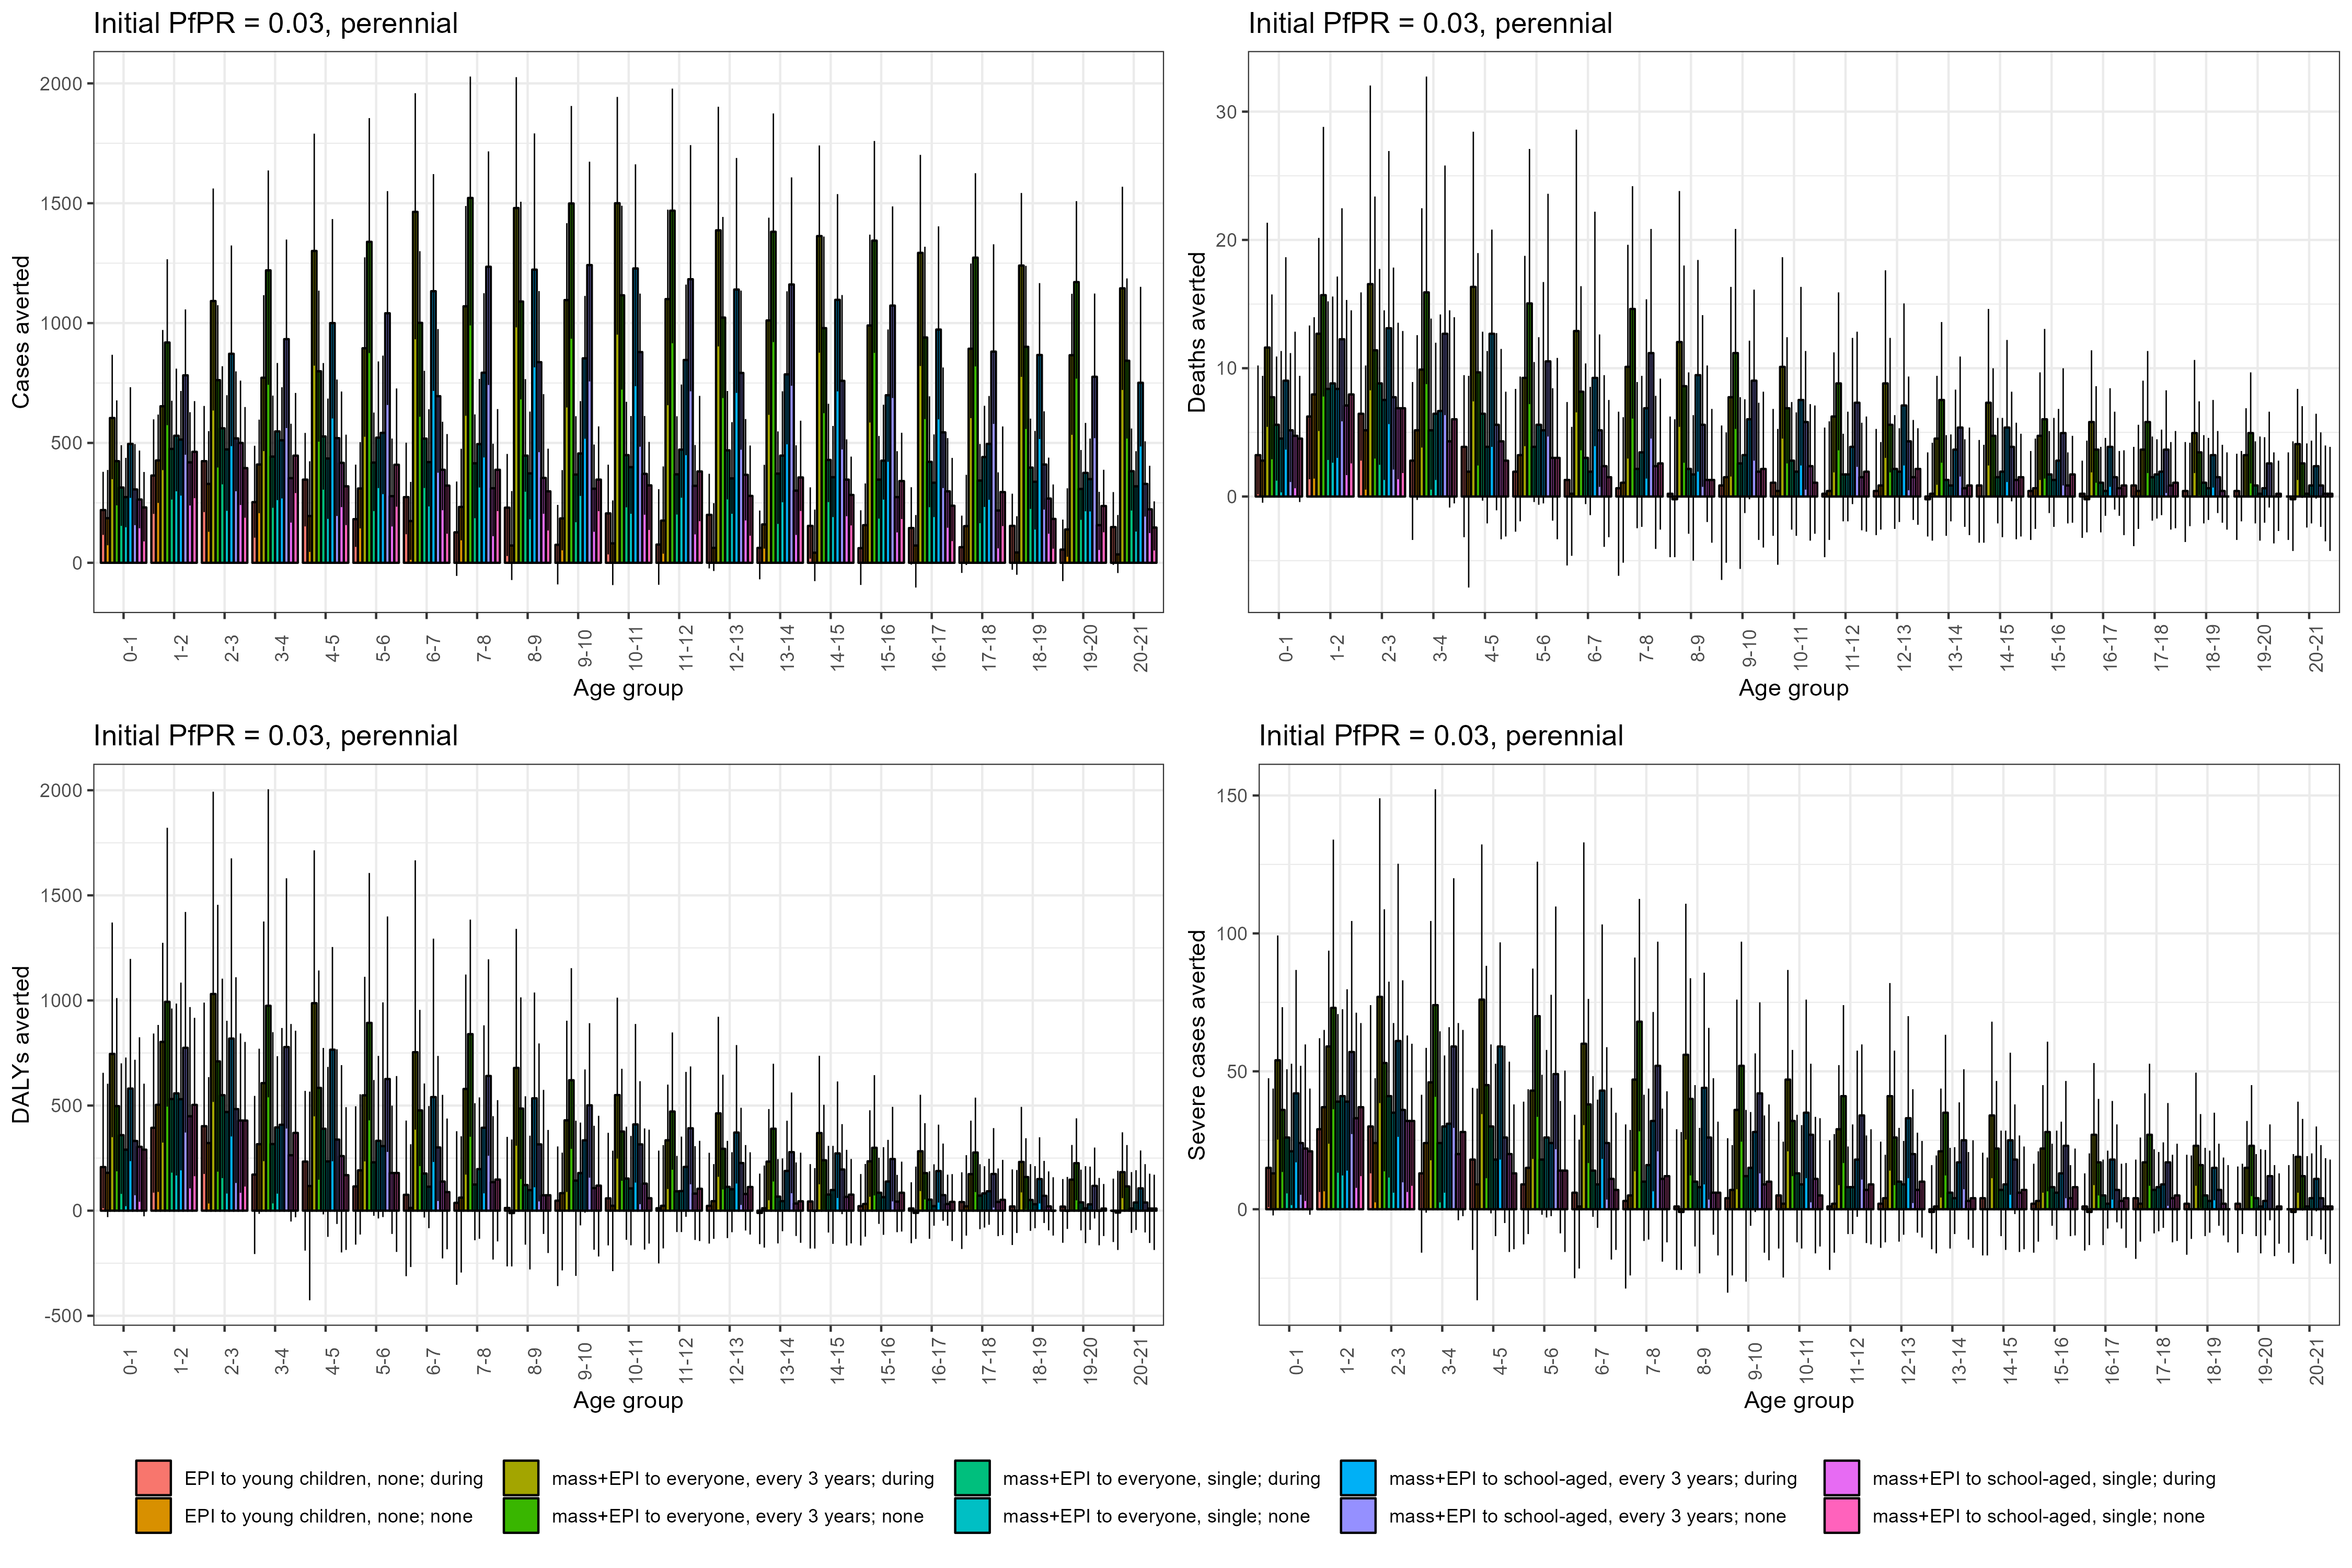 Initial PfPR = 0.03, perennial
Cases averted
2000
1500
1000
500
0
0-1 1-2 2-3 3-4 4-5 5-6 6-7 7-8 8-9 9-10 10-11 11-12 12-13 13-14 14-15 15-16 16-17 17-18 18-19 19-20 20-21
Age group
Initial PfPR = 0.03, perennial
Deaths averted
30
20
10
0
0-1 1-2 2-3 3-4 4-5 5-6 6-7 7-8 8-9 9-10 10-11 11-12 12-13 13-14 14-15 15-16 16-17 17-18 18-19 19-20 20-21
Age group
Initial PfPR = 0.03, perennial
DALYs averted
2000
1500
1000
500
0
-500
0-1 1-2 2-3 3-4 4-5 5-6 6-7 7-8 8-9 9-10 10-11 11-12 12-13 13-14 14-15 15-16 16-17 17-18 18-19 19-20 20-21
Age group
Initial PfPR = 0.03, perennial
Severe cases averted
150
100
50
0
0-1 1-2 2-3 3-4 4-5 5-6 6-7 7-8 8-9 9-10 10-11 11-12 12-13 13-14 14-15 15-16 16-17 17-18 18-19 19-20 20-21
Age group
EPI to young children, none; during
mass+EPI to everyone, every 3 years; during
mass+EPI to everyone, single; during
mass+EPI to school-aged, every 3 years; during
mass+EPI to school-aged, single; during
EPI to young children, none; none
mass+EPI to everyone, every 3 years; none
mass+EPI to everyone, single; none
mass+EPI to school-aged, every 3 years; none
mass+EPI to school-aged, single; none